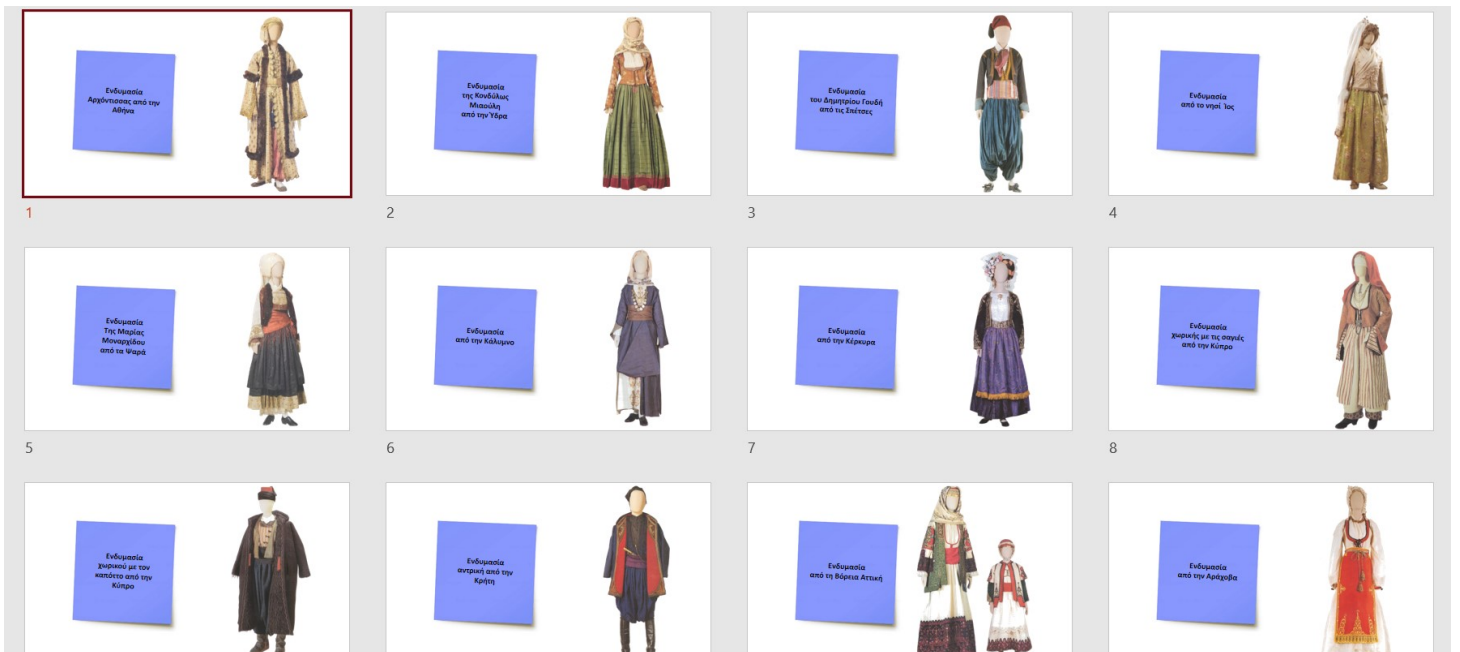 Ενδυμασία
Αρχόντισσας από την
Αθήνα
1
Ενδυμασία
της Κονδύλως
Μιαούλη
από την Ύδρα
2
Ενδυμασία
του Δημητρίου Γουδή
από τις Σπέτσες
3
Ενδυμασία
από το νησί Ίος
4
Ενδυμασία
Της Μαρίας
Μοναρχίδου
από τα Ψαρά
5
Ενδυμασία
από την Κάλυμνο
6
Ενδυμασία
από την Κέρκυρα
7
Ενδυμασία
χωρικής με τις σαγιές
από την Κύπρο
8
Ενδυμασία
χωρικού με τον
καπόττο από την
Κύπρο
Ενδυμασία
αντρική από την
Κρήτη
Ενδυμασία
από τη Βόρεια Αττική
Ενδυμασία
από την Αράχοβα